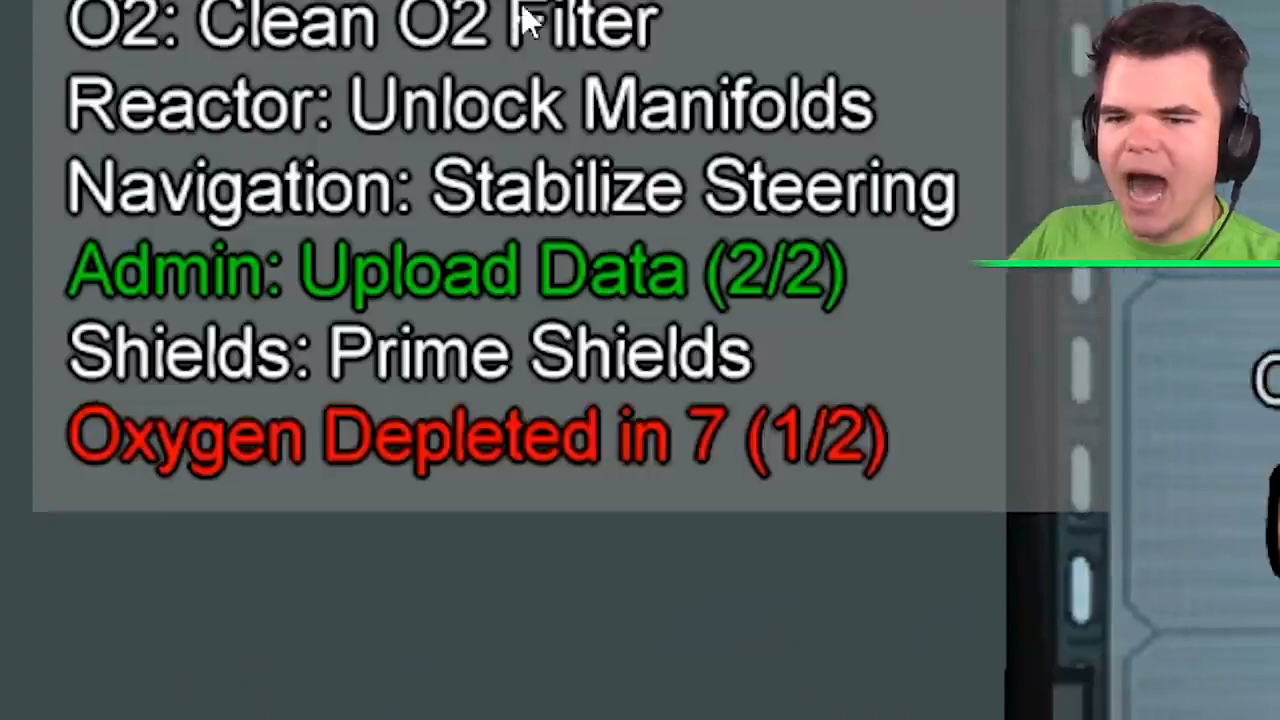 O2: Clean O2 Filter
Reactor: Unlock Manifolds
Navigation: Stabilize Steering
Admin: Upload Data (2/2)
Shields: Prime Shields
Oxygen Depleted in 7 (1/2)